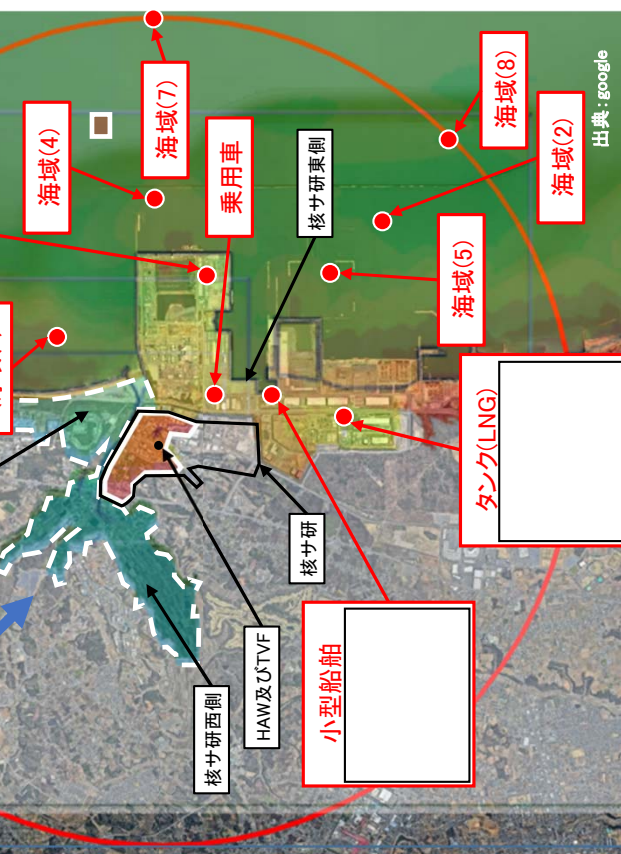 海域(7)
海域(4)
乗用車
核サ研東側
海域(8)
海域(2)
海域(5)
出典：google
タンク(LNG)
核サ研
小型船舶
HAW及びTVF
核サ研西側